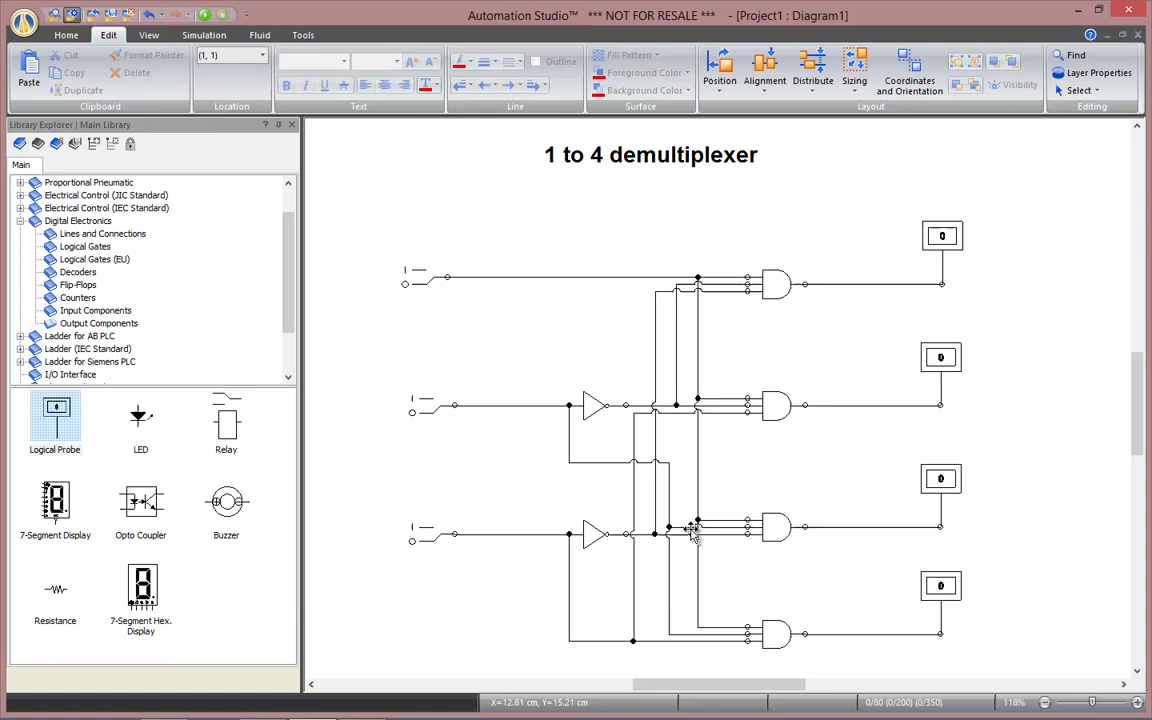 Automation Studio™ *** NOT FOR RESALE *** - [Project1 : Diagram1]
Home Edit View Simulation Fluid Tools
Paste
Cut
Copy
Duplicate
Format Painter
Delete
Clipboard
(1, 1)
Location
B I U
A A
Text
Outline
Line
Fill Pattern
Foreground Color
Background Color
Surface
Position
Alignment
Distribute
Sizing
Coordinates and Orientation
Visibility
Layout
Find
Layer Properties
Select
Editing
Library Explorer | Main Library
Main
Proportional Pneumatic
Electrical Control (JIC Standard)
Electrical Control (IEC Standard)
Digital Electronics
Lines and Connections
Logical Gates
Logical Gates (EU)
Decoders
Flip-Flops
Counters
Input Components
Output Components
Ladder for AB PLC
Ladder (IEC Standard)
Ladder for Siemens PLC
I/O Interface
Logical Probe
LED
Relay
7-Segment Display
Opto Coupler
Buzzer
Resistance
7-Segment Hex. Display
1 to 4 demultiplexer
0
0
0
0
X=12.81 cm, Y=15.21 cm
0/80 (0/200) (0/350)
118%